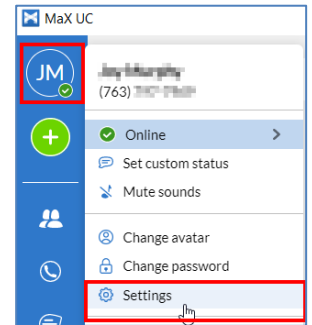 MaX UC
JM
(763)
Online
Set custom status
Mute sounds
Change avatar
Change password
Settings